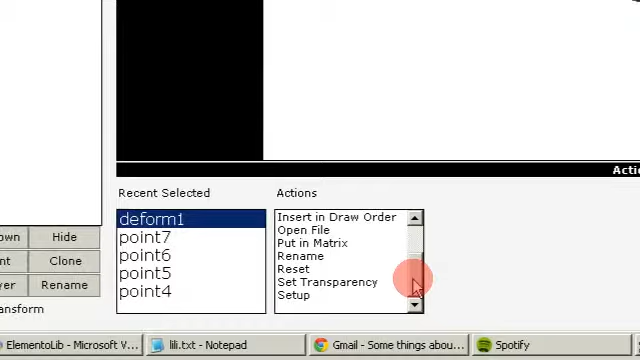 Actio
Recent Selected
Actions
deform1
point7
point6
point5
point4
Insert in Draw Order
Open File
Put in Matrix
Rename
Reset
Set Transparency
Setup
own
Hide
nt
Clone
yer
Rename
ansform
ElementoLib - Microsoft V...
lili.txt - Notepad
Gmail - Some things abou...
Spotify